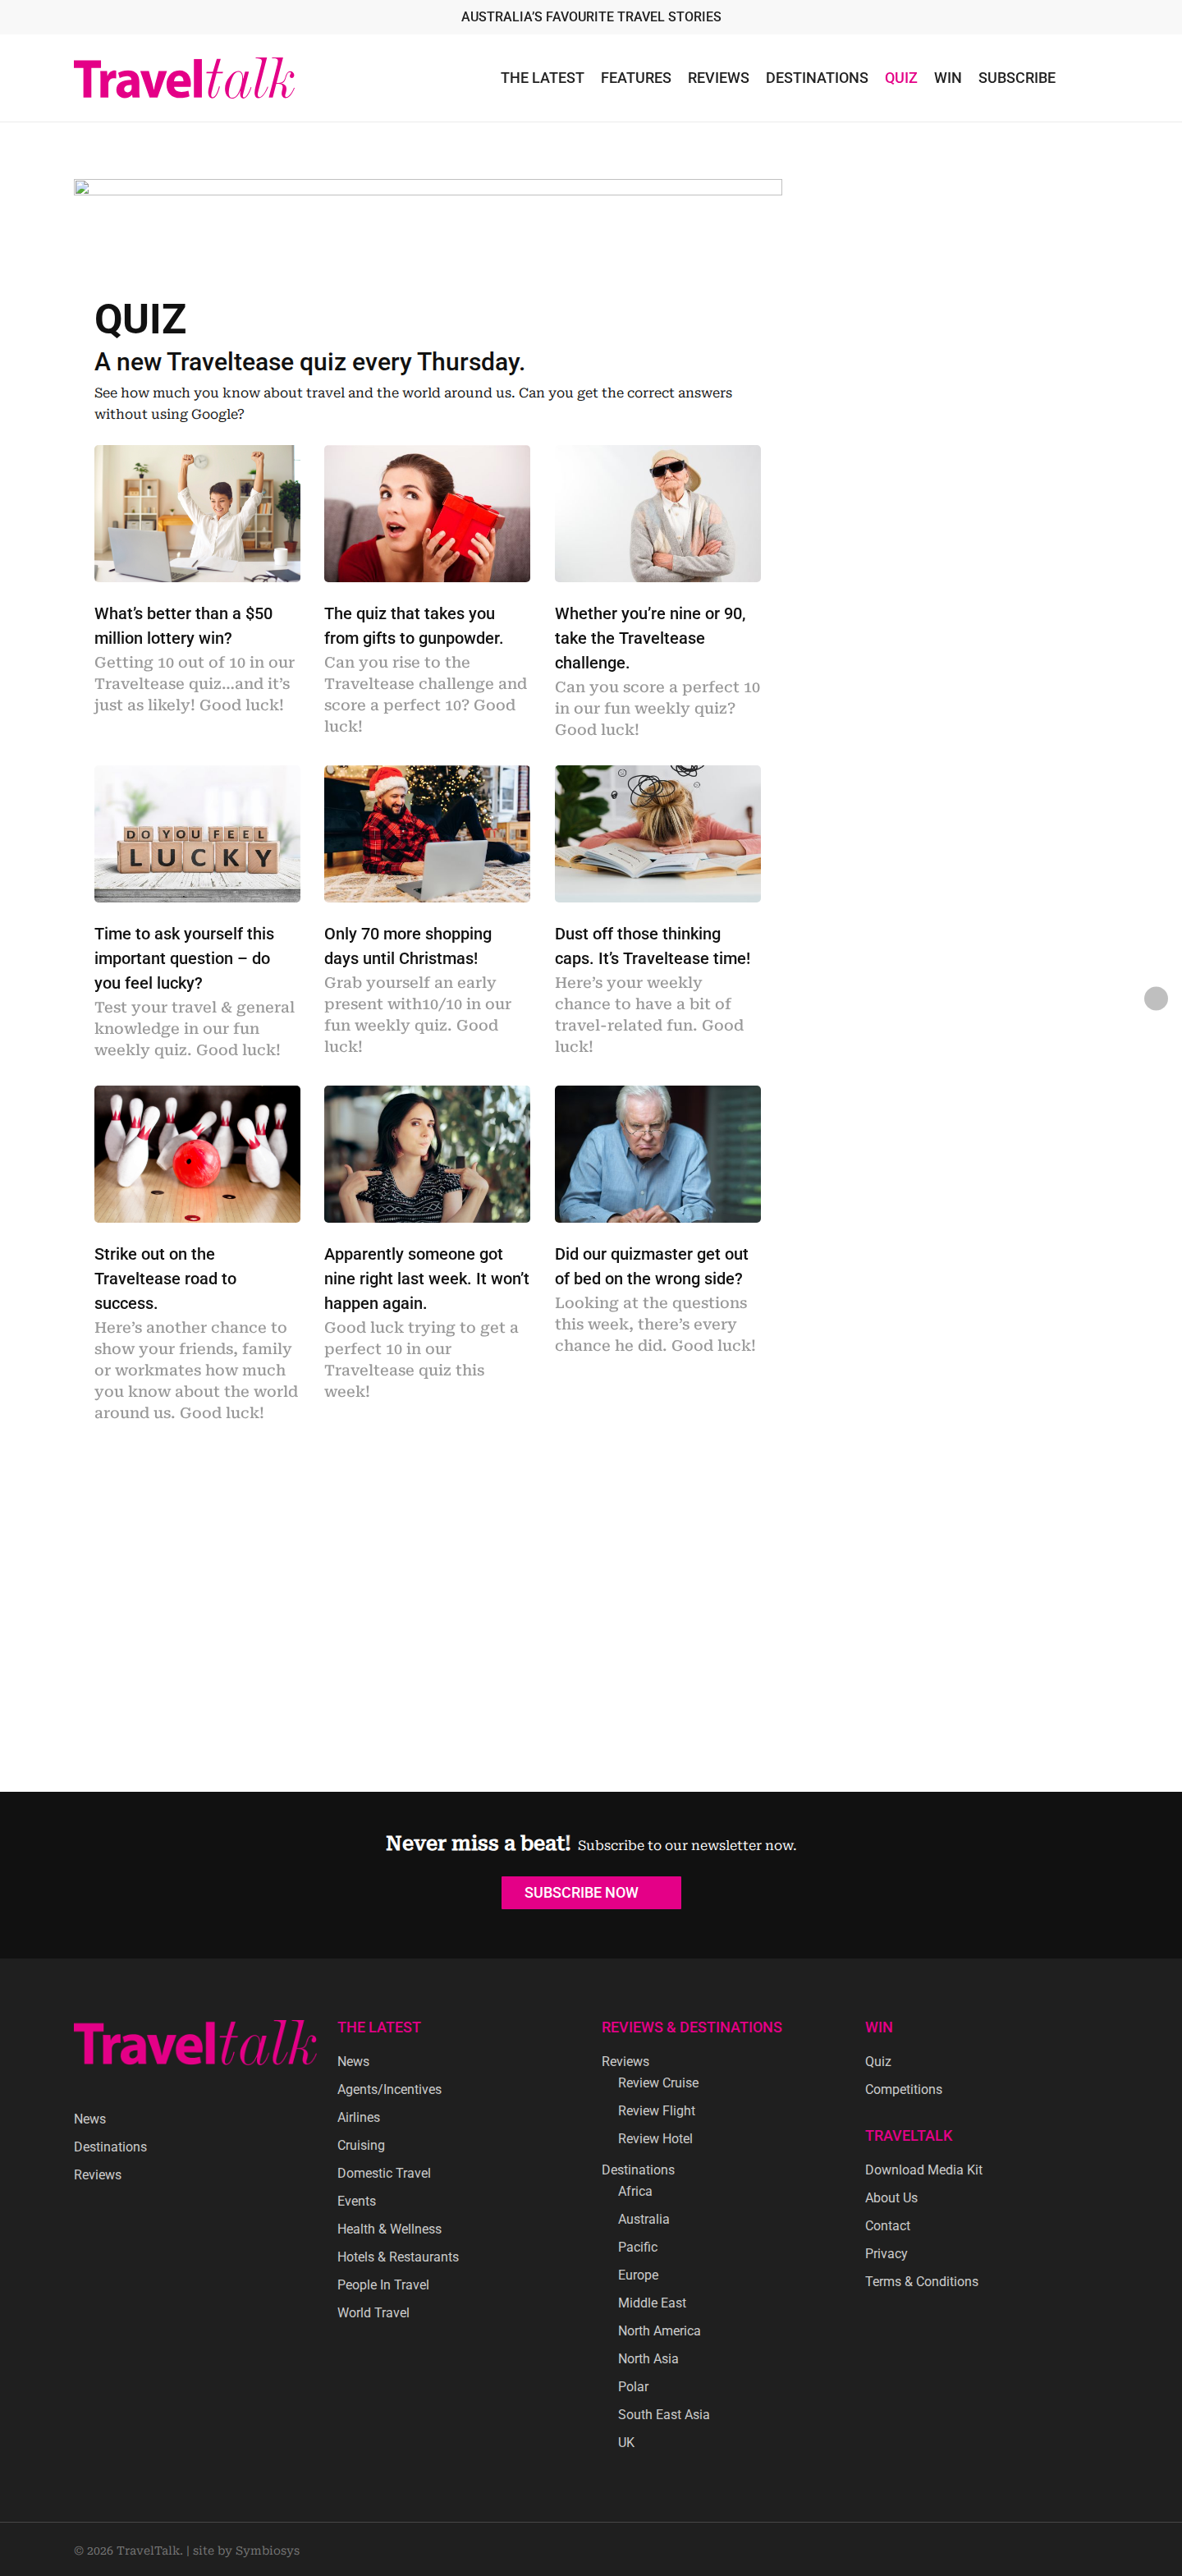 AUSTRALIA'S FAVOURITE TRAVEL STORIES
Traveltalk
THE LATEST FEATURES REVIEWS DESTINATIONS QUIZ WIN SUBSCRIBE
QUIZ
A new Traveltease quiz every Thursday.
See how much you know about travel and the world around us. Can you get the correct answers
without using Google?
What's better than a $50
million lottery win?
Getting 10 out of 10 in our
Traveltease quiz...and it's
just as likely! Good luck!
The quiz that takes you
from gifts to gunpowder.
Can you rise to the
Traveltease challenge and
score a perfect 10? Good
luck!
Whether you're nine or 90,
take the Traveltease
challenge.
Can you score a perfect 10
in our fun weekly quiz?
Good luck!
DO YOU FEEL
LUCKY
Time to ask yourself this
important question – do
you feel lucky?
Test your travel & general
knowledge in our fun
weekly quiz. Good luck!
Only 70 more shopping
days until Christmas!
Grab yourself an early
present with10/10 in our
fun weekly quiz. Good
luck!
Dust off those thinking
caps. It's Traveltease time!
Here's your weekly
chance to have a bit of
travel-related fun. Good
luck!
Strike out on the
Traveltease road to
success.
Here's another chance to
show your friends, family
or workmates how much
you know about the world
around us. Good luck!
Apparently someone got
nine right last week. It won't
happen again.
Good luck trying to get a
perfect 10 in our
Traveltease quiz this
week!
Did our quizmaster get out
of bed on the wrong side?
Looking at the questions
this week, there's every
chance he did. Good luck!
Never miss a beat! Subscribe to our newsletter now.
SUBSCRIBE NOW
Traveltalk
News
Destinations
Reviews
THE LATEST
News
Agents/Incentives
Airlines
Cruising
Domestic Travel
Events
Health & Wellness
Hotels & Restaurants
People In Travel
World Travel
REVIEWS & DESTINATIONS
Reviews
Review Cruise
Review Flight
Review Hotel
Destinations
Africa
Australia
Pacific
Europe
Middle East
North America
North Asia
Polar
South East Asia
UK
WIN
Quiz
Competitions
TRAVELTALK
Download Media Kit
About Us
Contact
Privacy
Terms & Conditions
© 2026 TravelTalk. | site by Symbiosys